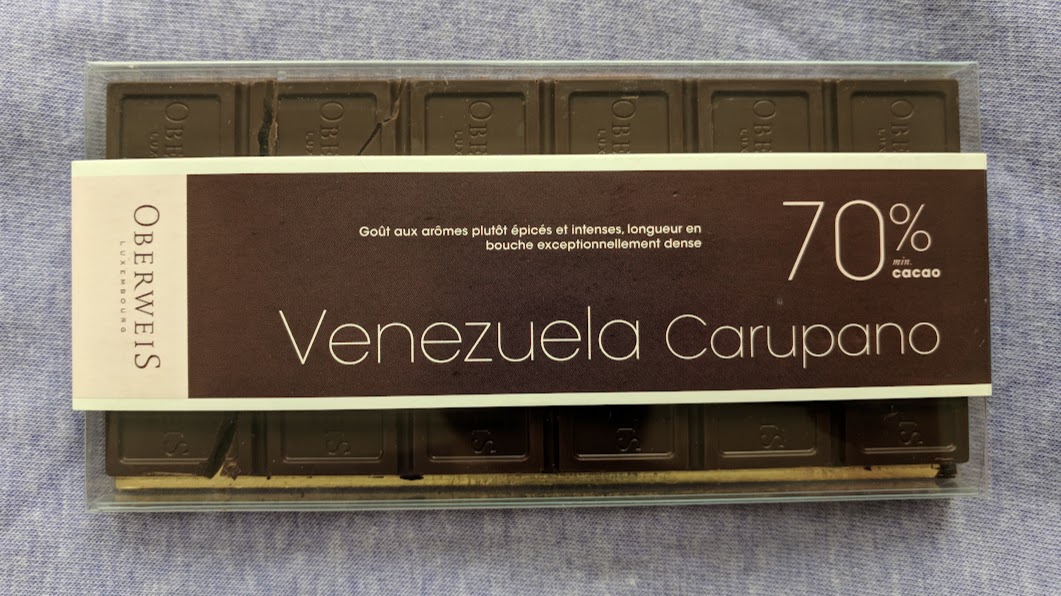 OBERWEIS
LUXEMBOURG
Goût aux arômes plutôt épicés et intenses, longueur en
bouche exceptionnellement dense
70%
min.
cacao
Venezuela Carupano